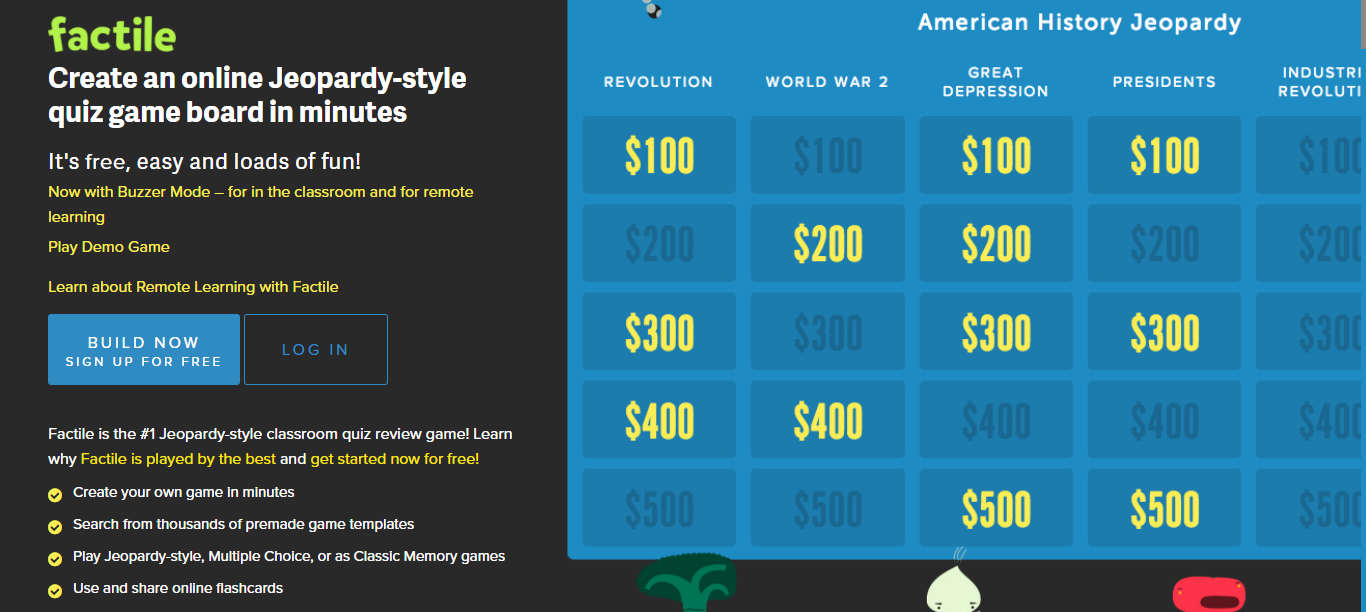 factile
Create an online Jeopardy-style
quiz game board in minutes
It's free, easy and loads of fun!
Now with Buzzer Mode – for in the classroom and for remote
learning
Play Demo Game
Learn about Remote Learning with Factile
BUILD NOW
SIGN UP FOR FREE
LOG IN
Factile is the #1 Jeopardy-style classroom quiz review game! Learn
why Factile is played by the best and get started now for free!
Create your own game in minutes
Search from thousands of premade game templates
Play Jeopardy-style, Multiple Choice, or as Classic Memory games
Use and share online flashcards
American History Jeopardy
REVOLUTION
WORLD WAR 2
GREAT
DEPRESSION
PRESIDENTS
INDUSTRI
REVOLUTI
$100 $100 $100 $100 $100
$200 $200 $200 $200 $200
$300 $300 $300 $300 $300
$400 $400 $400 $400 $400
$500 $500 $500 $500 $500